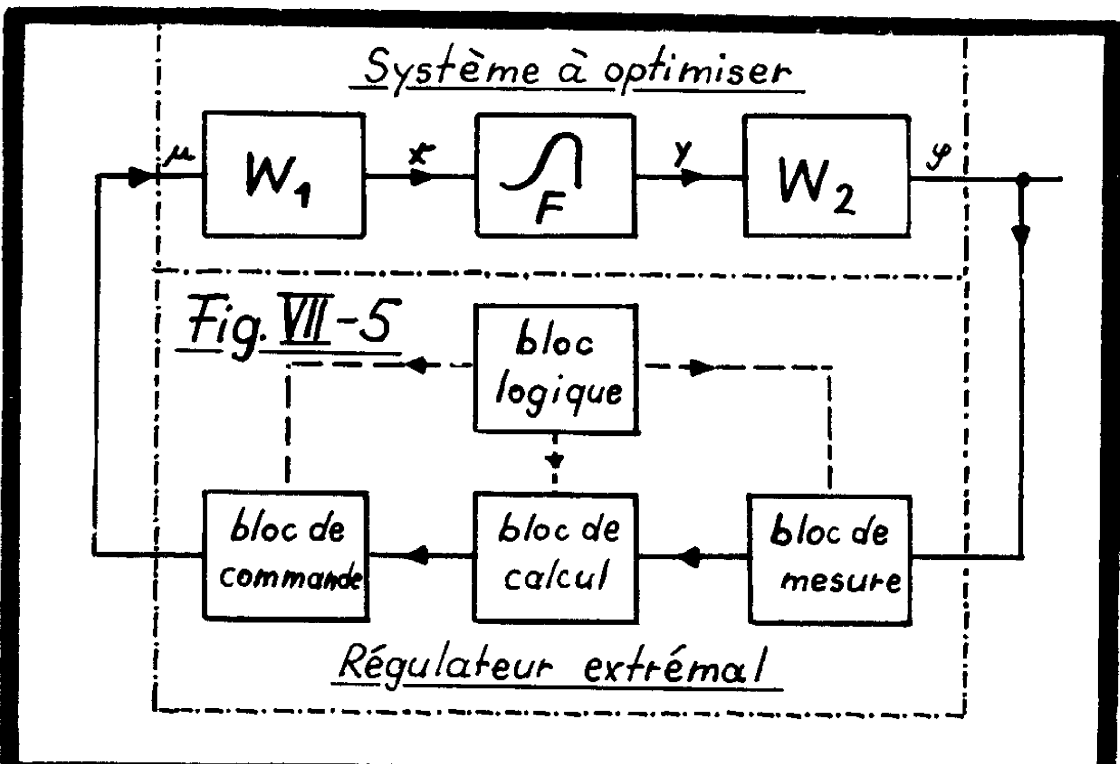 Système à optimiser
μ W₁ x F y W₂ φ
Fig. VII-5
bloc
logique
bloc de
commande
bloc de
calcul
bloc de
mesure
Régulateur extrémal